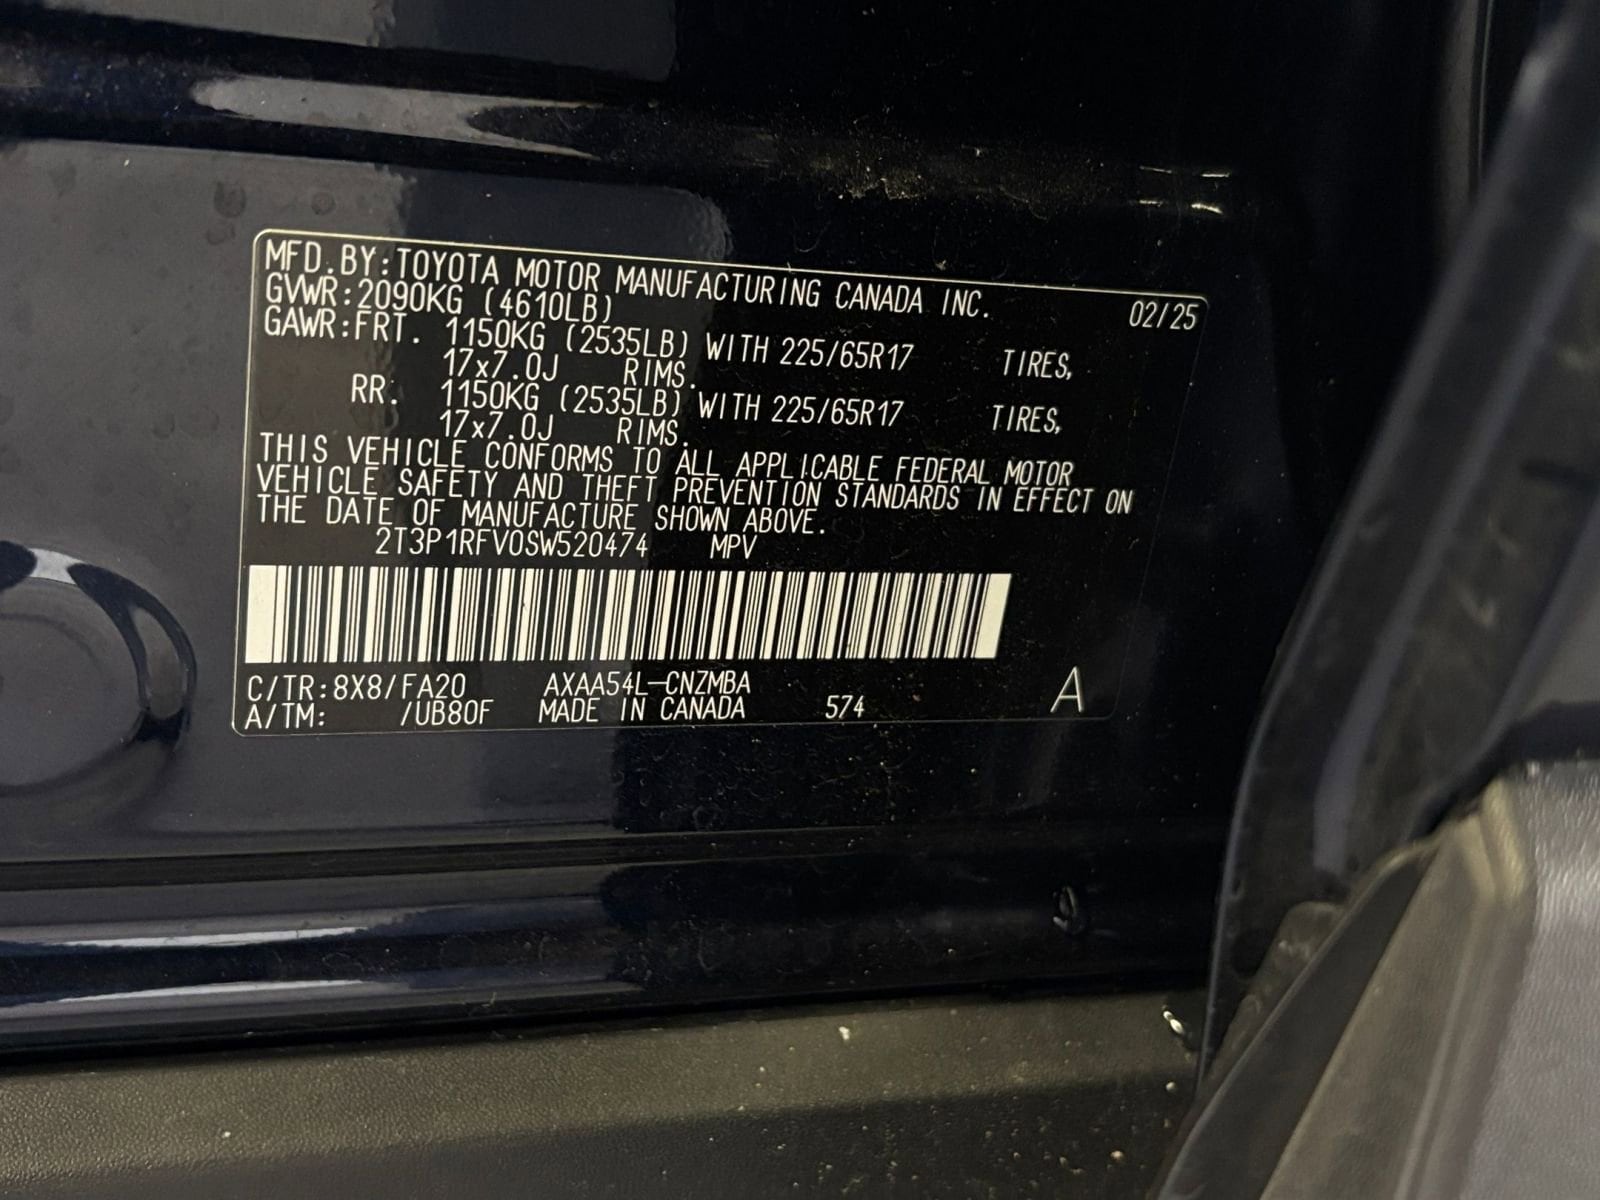 MFD.BY:TOYOTA MOTOR MANUFACTURING CANADA INC. 02/25
GVWR:2090KG (4610LB)
GAWR:FRT. 1150KG (2535LB) WITH 225/65R17 TIRES,
17x7.0J RIMS.
RR. 1150KG (2535LB) WITH 225/65R17 TIRES,
17x7.0J RIMS.
THIS VEHICLE CONFORMS TO ALL APPLICABLE FEDERAL MOTOR
VEHICLE SAFETY AND THEFT PREVENTION STANDARDS IN EFFECT ON
THE DATE OF MANUFACTURE SHOWN ABOVE.
2T3P1RFV0SW520474 MPV
C/TR:8X8/FA20 AXAA54L-CNZMBA
A/TM: /UB80F MADE IN CANADA 574 A